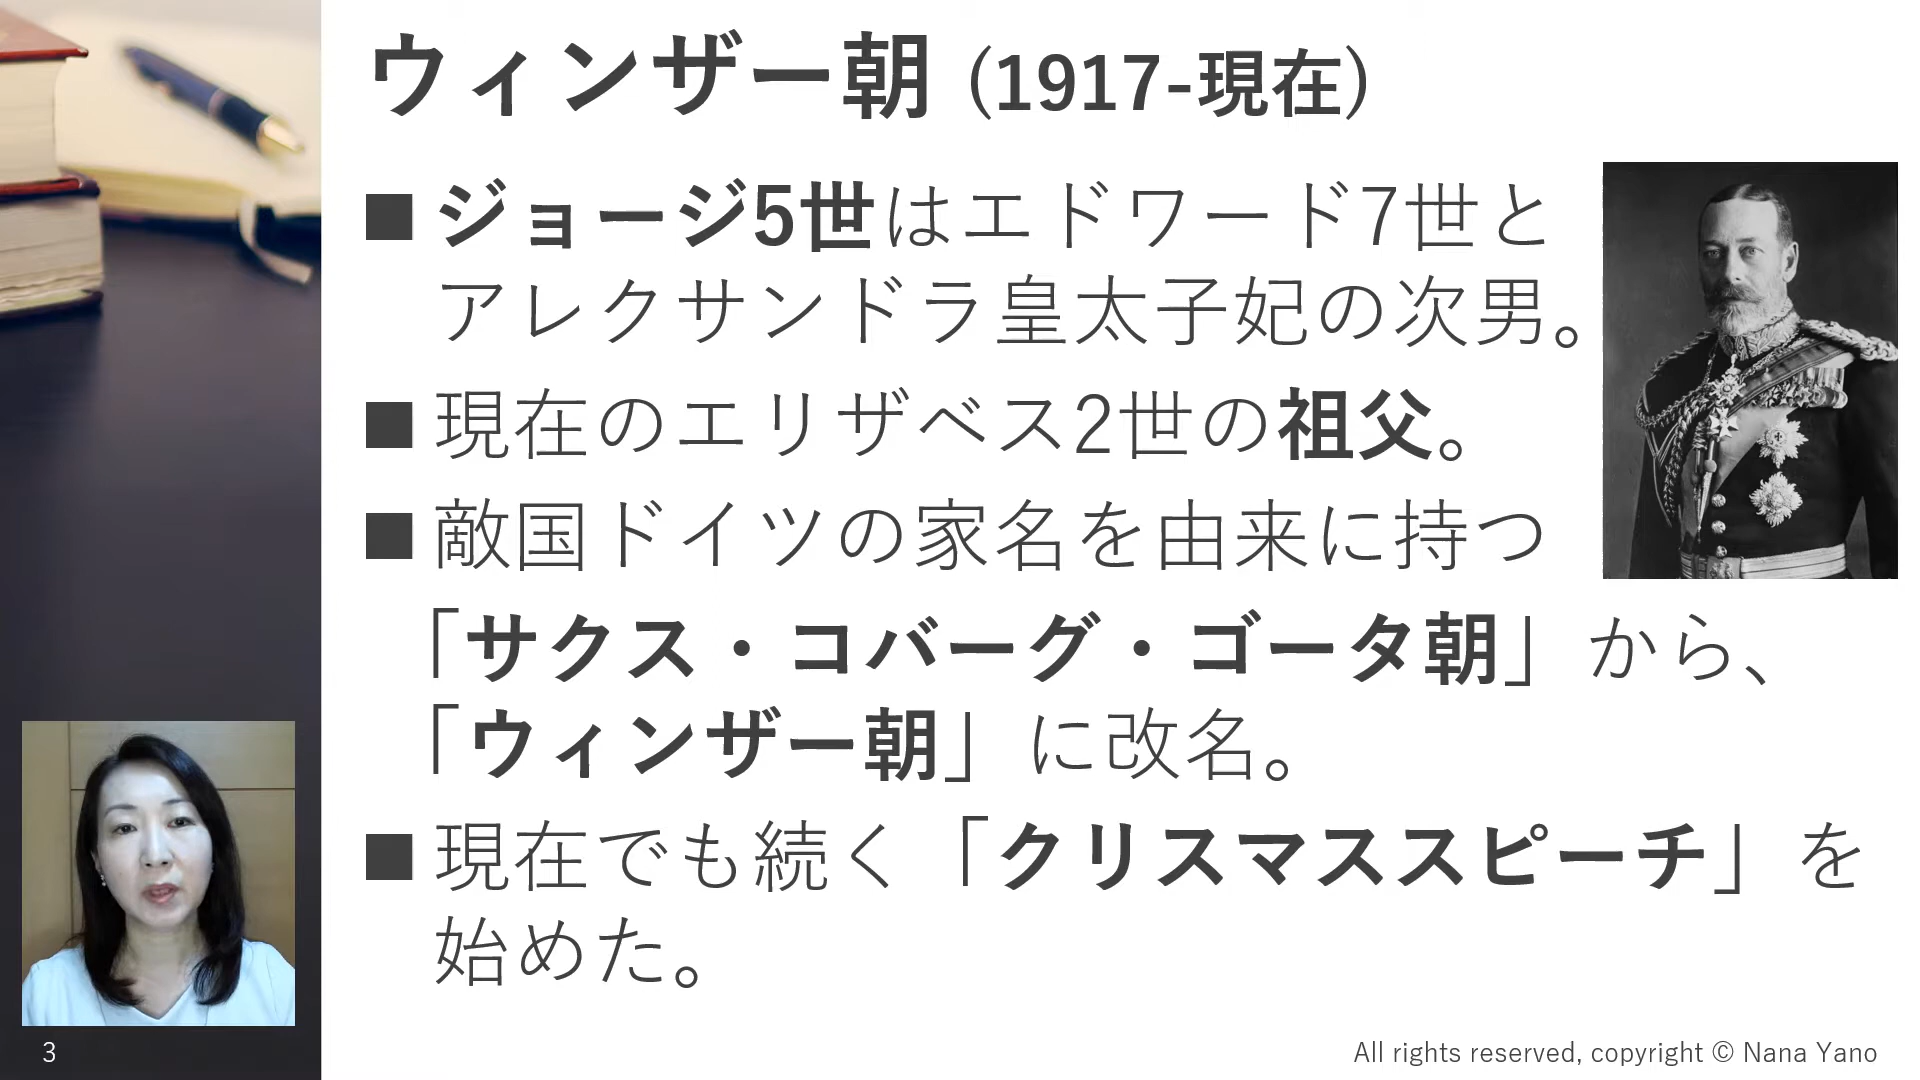 ウィンザー朝 (1917-現在)
■ジョージ5世はエドワード7世と
アレクサンドラ皇太子妃の次男。
■現在のエリザベス2世の祖父。
■敵国ドイツの家名を由来に持つ
「サクス・コバーグ・ゴータ朝」から、
「ウィンザー朝」に改名。
■現在でも続く「クリスマススピーチ」を
始めた。
3
All rights reserved, copyright © Nana Yano